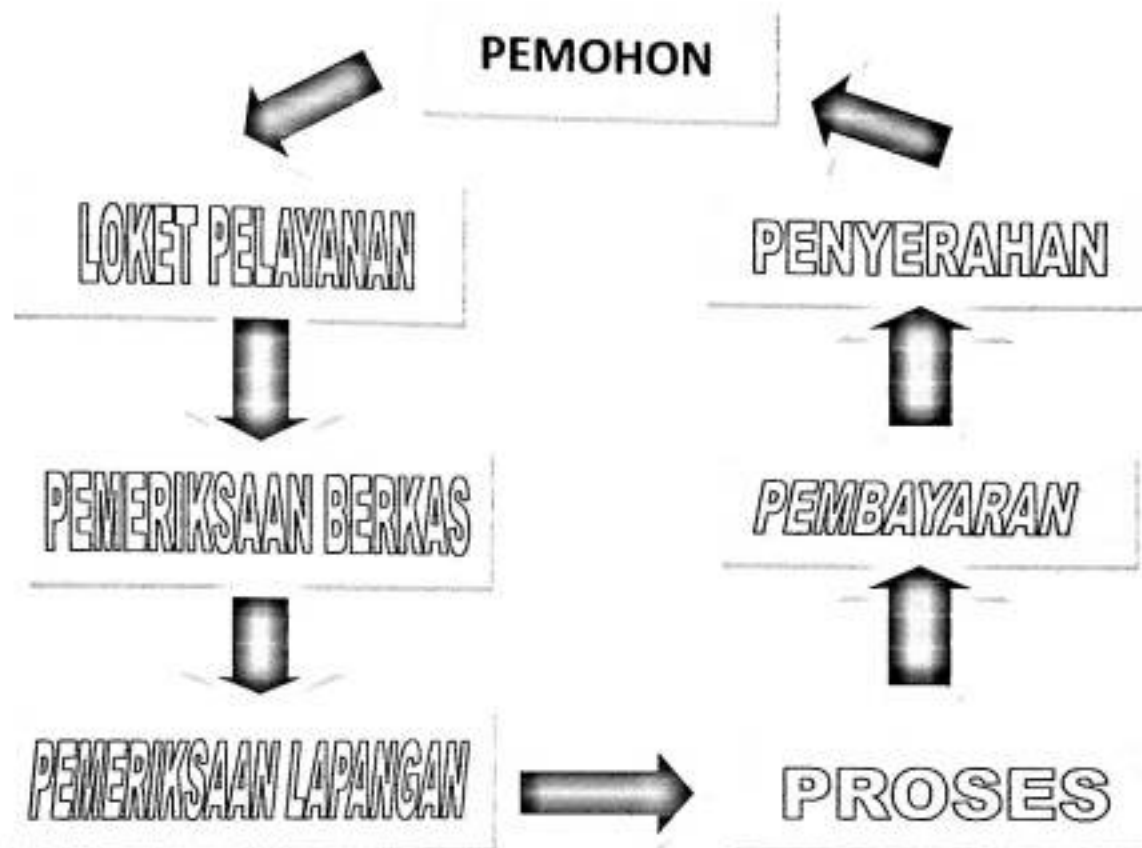 PEMOHON
LOKET PELAYANAN
PEMERIKSAAN BERKAS
PEMERIKSAAN LAPANGAN
PROSES
PEMBAYARAN
PENYERAHAN